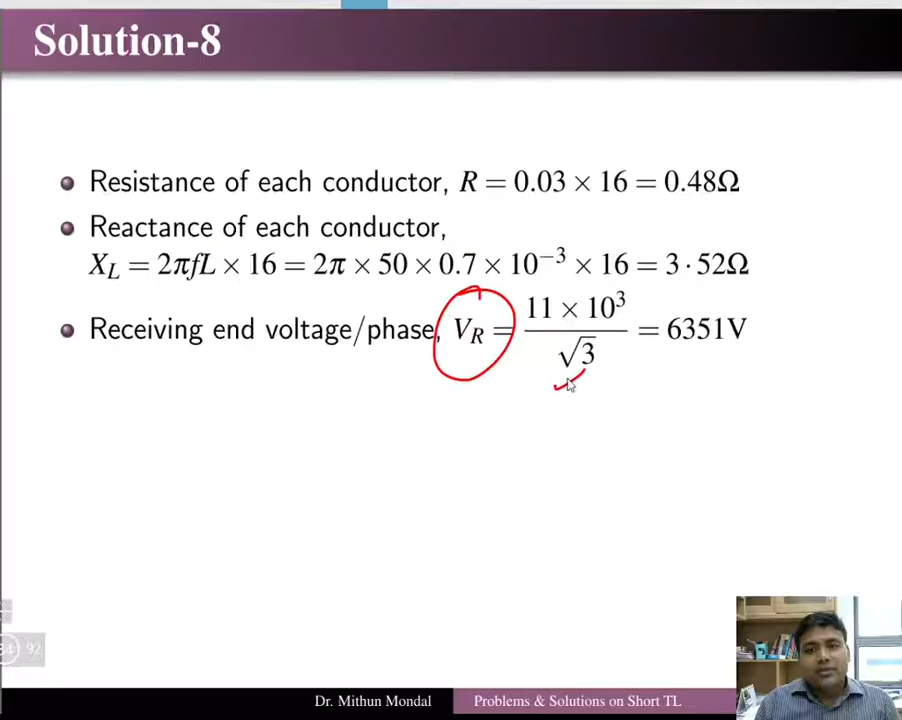 Solution-8
Resistance of each conductor, R = 0.03 × 16 = 0.48Ω
Reactance of each conductor,
X_L = 2πfL × 16 = 2π × 50 × 0.7 × 10⁻³ × 16 = 3·52Ω
Receiving end voltage/phase, V_R = 11 × 10³ / √3 = 6351V
92
Dr. Mithun Mondal Problems & Solutions on Short TL